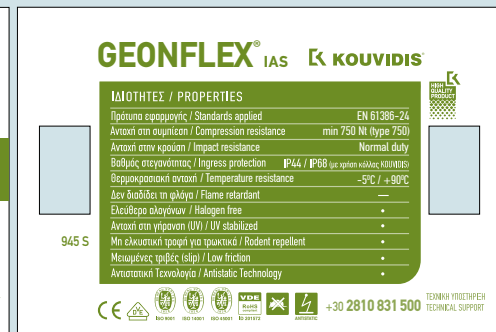 GEONFLEX® IAS KOUVIDIS®
HIGH QUALITY PRODUCT
ΙΔΙΟΤΗΤΕΣ / PROPERTIES
Πρότυπα εφαρμογής / Standards applied EN 61386-24
Αντοχή στη συμπίεση / Compression resistance min 750 Nt (type 750)
Αντοχή στην κρούση / Impact resistance Normal duty
Βαθμός στεγανότητας / Ingress protection IP44 / IP68 (με χρήση κόλλας KOUVIDIS)
Θερμοκρασιακή αντοχή / Temperature resistance -5°C / +90°C
Δεν διαδίδει τη φλόγα / Flame retardant —
Ελεύθερο αλογόνων / Halogen free •
Αντοχή στη γήρανση (UV) / UV stabilized •
Μη ελκυστική τροφή για τρωκτικά / Rodent repellent •
Μειωμένες τριβές (slip) / Low friction •
Αντιστατική Τεχνολογία / Antistatic Technology •
945 S
CE ISO 9001 ISO 14001 ISO 45001 VDE RoHS ANTISTATIC
+30 2810 831 500 ΤΕΧΝΙΚΗ ΥΠΟΣΤΗΡΙΞΗ
TECHNICAL SUPPORT